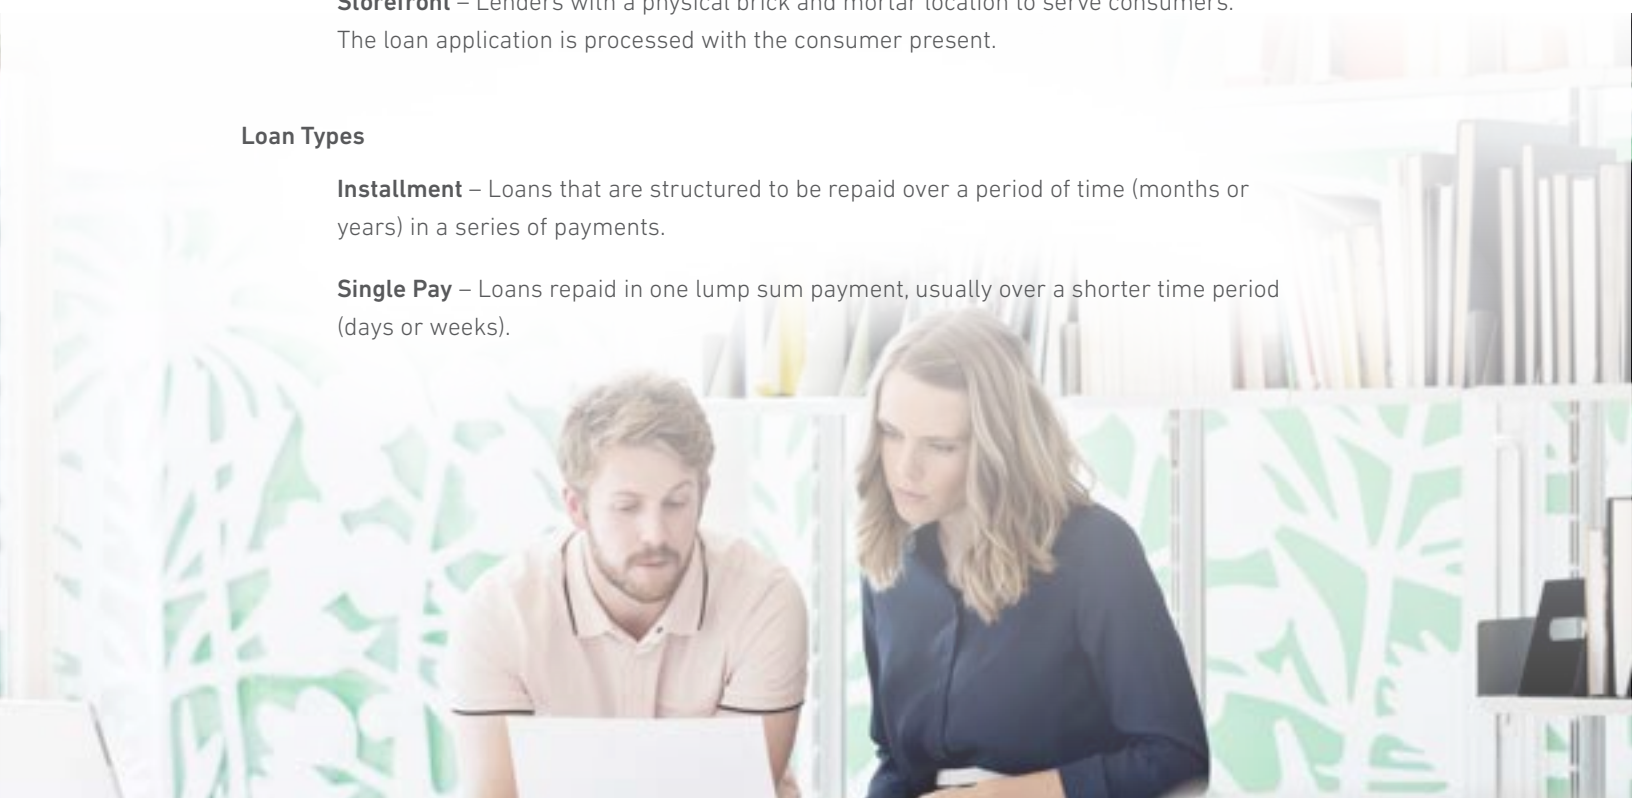 Storefront – Lenders with a physical brick and mortar location to serve consumers.
The loan application is processed with the consumer present.
Loan Types
Installment – Loans that are structured to be repaid over a period of time (months or
years) in a series of payments.
Single Pay – Loans repaid in one lump sum payment, usually over a shorter time period
(days or weeks).